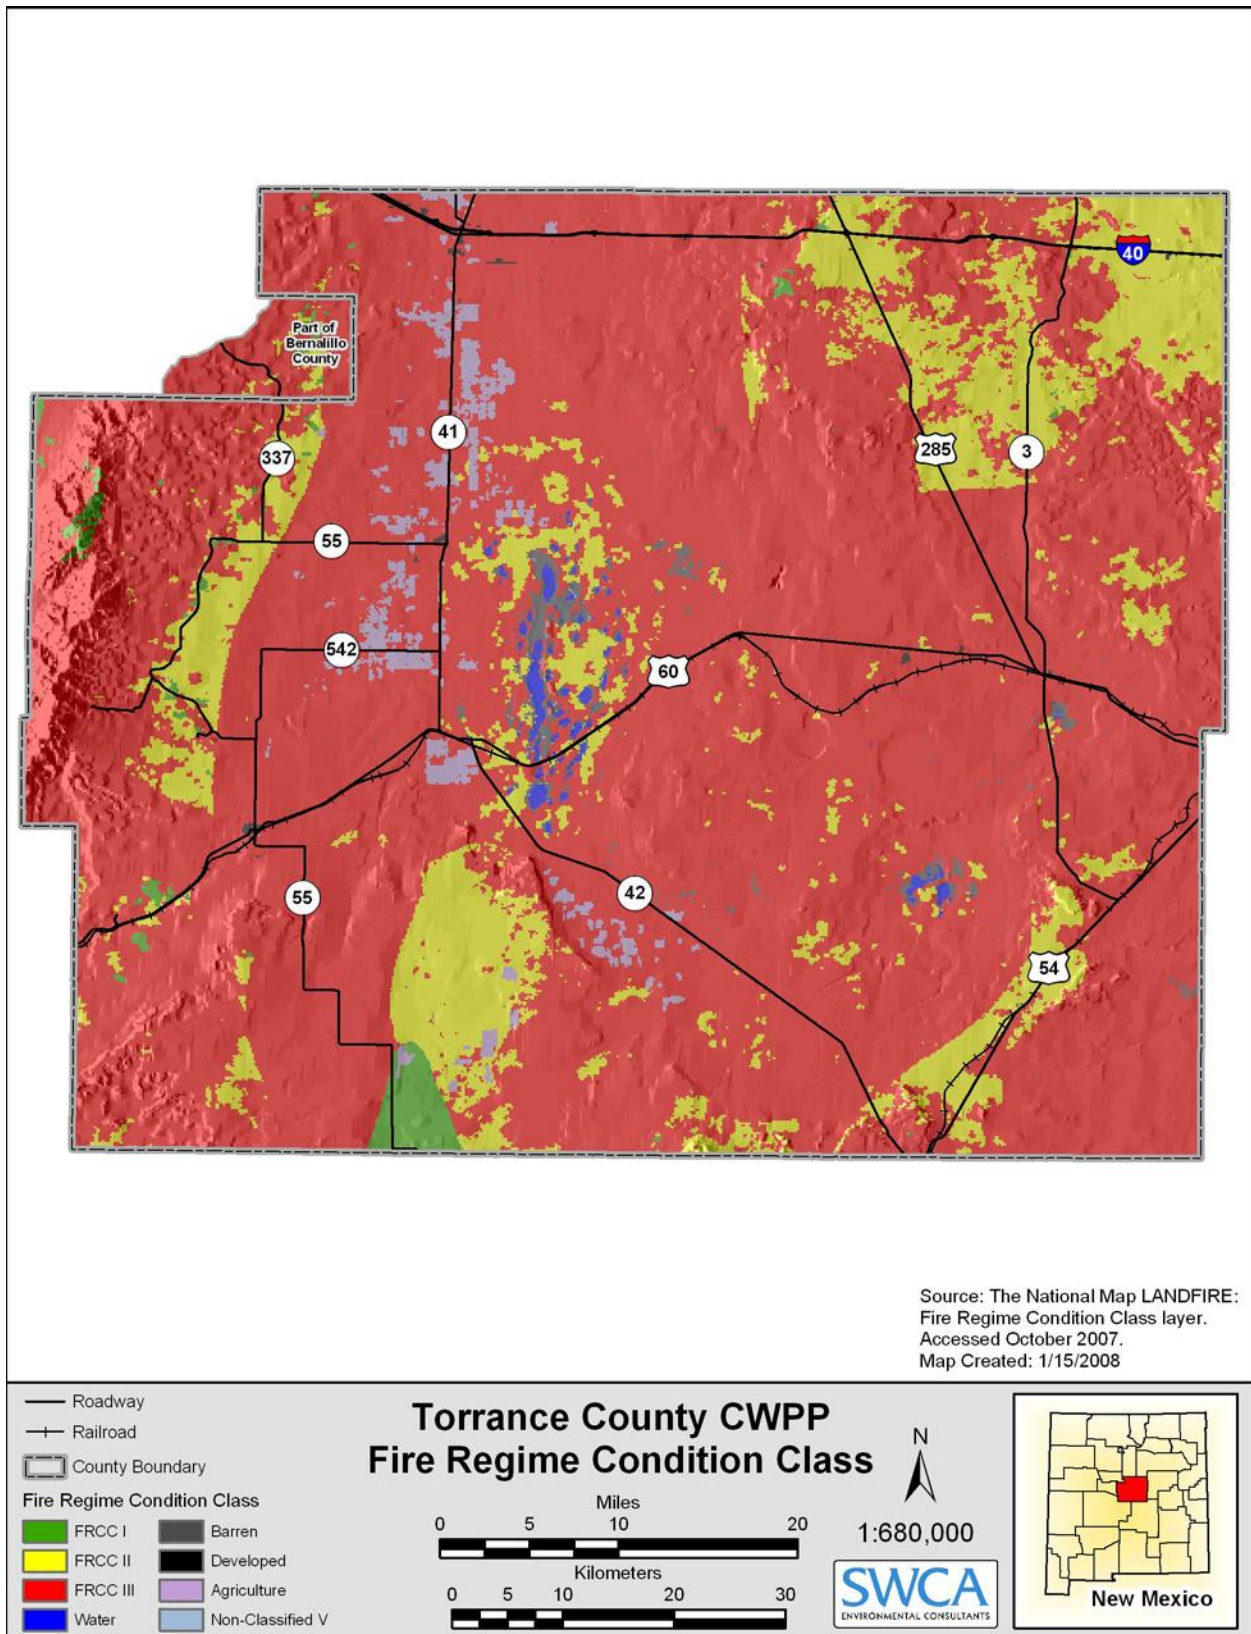 Part of
Bernalillo
County
40
41
337
285
3
55
542
60
55
42
54
Source: The National Map LANDFIRE:
Fire Regime Condition Class layer.
Accessed October 2007.
Map Created: 1/15/2008
Roadway
Railroad
County Boundary
Fire Regime Condition Class
FRCC I
FRCC II
FRCC III
Water
Barren
Developed
Agriculture
Non-Classified V
Torrance County CWPP
Fire Regime Condition Class
Miles
0 5 10 20
Kilometers
0 5 10 20 30
N
1:680,000
SWCA
ENVIRONMENTAL CONSULTANTS
New Mexico